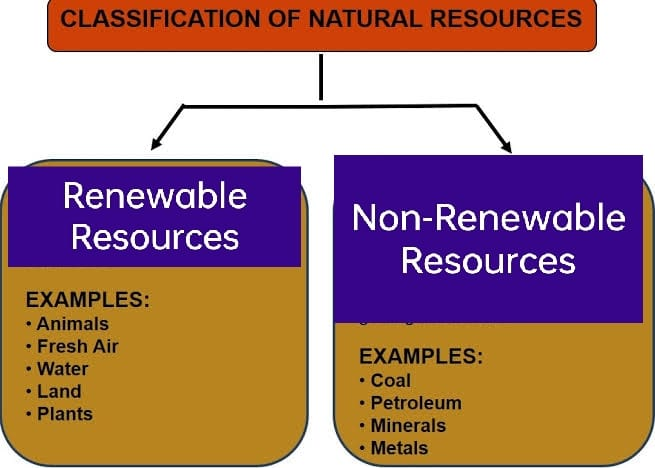 CLASSIFICATION OF NATURAL RESOURCES
Renewable
Resources
EXAMPLES:
• Animals
• Fresh Air
• Water
• Land
• Plants
Non-Renewable
Resources
EXAMPLES:
• Coal
• Petroleum
• Minerals
• Metals